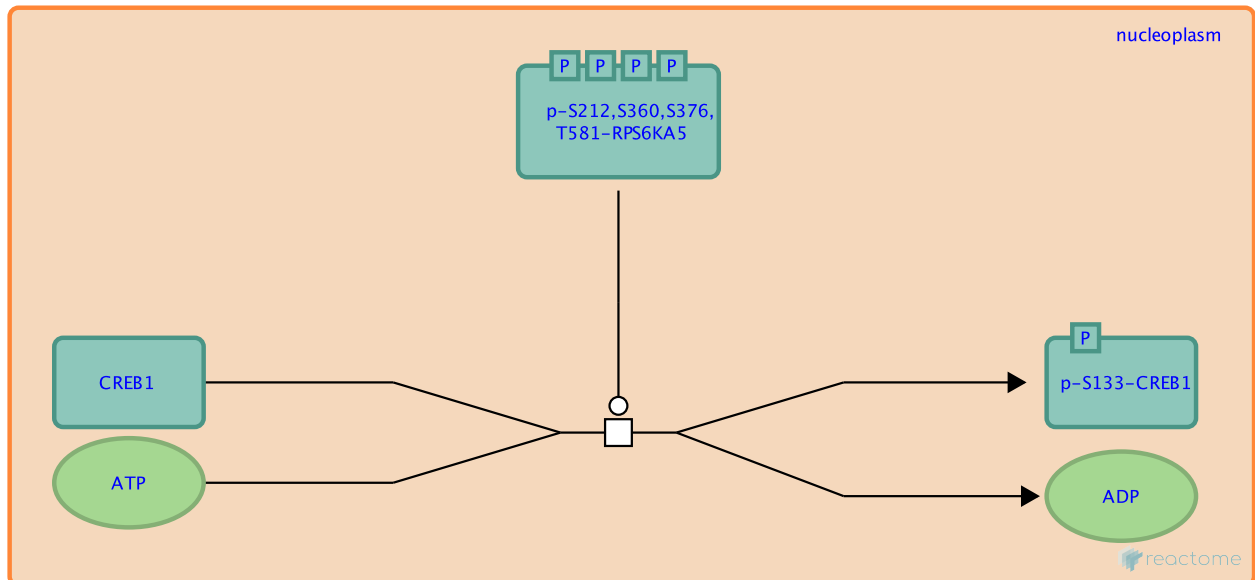 nucleoplasm
P P P P
p-S212,S360,S376,
T581-RPS6KA5
CREB1
P
p-S133-CREB1
ATP
ADP
reactome